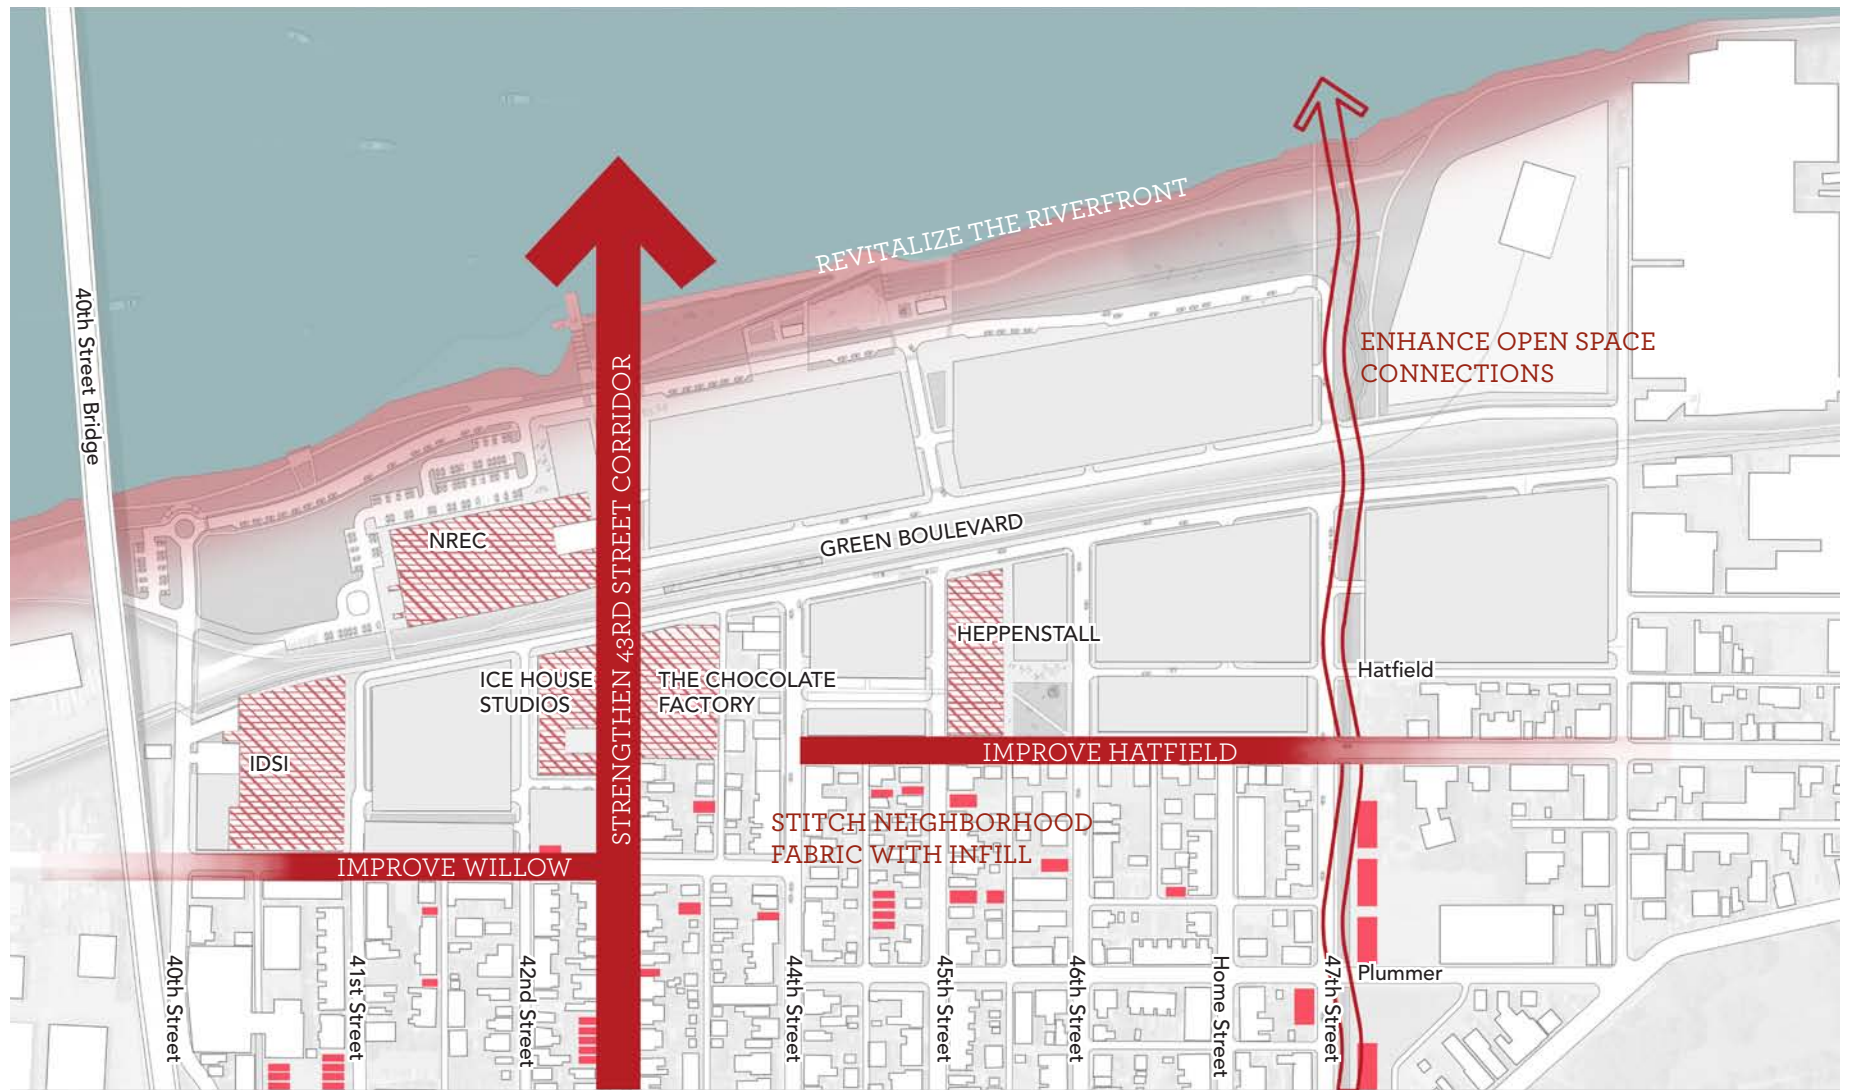 REVITALIZE THE RIVERFRONT
40th Street Bridge
ENHANCE OPEN SPACE
CONNECTIONS
STRENGTHEN 43RD STREET CORRIDOR
NREC
GREEN BOULEVARD
HEPPENSTALL
ICE HOUSE
STUDIOS
THE CHOCOLATE
FACTORY
Hatfield
IDSI
IMPROVE HATFIELD
STITCH NEIGHBORHOOD
FABRIC WITH INFILL
IMPROVE WILLOW
40th Street
41st Street
42nd Street
44th Street
45th Street
46th Street
Home Street
47th Street
Plummer